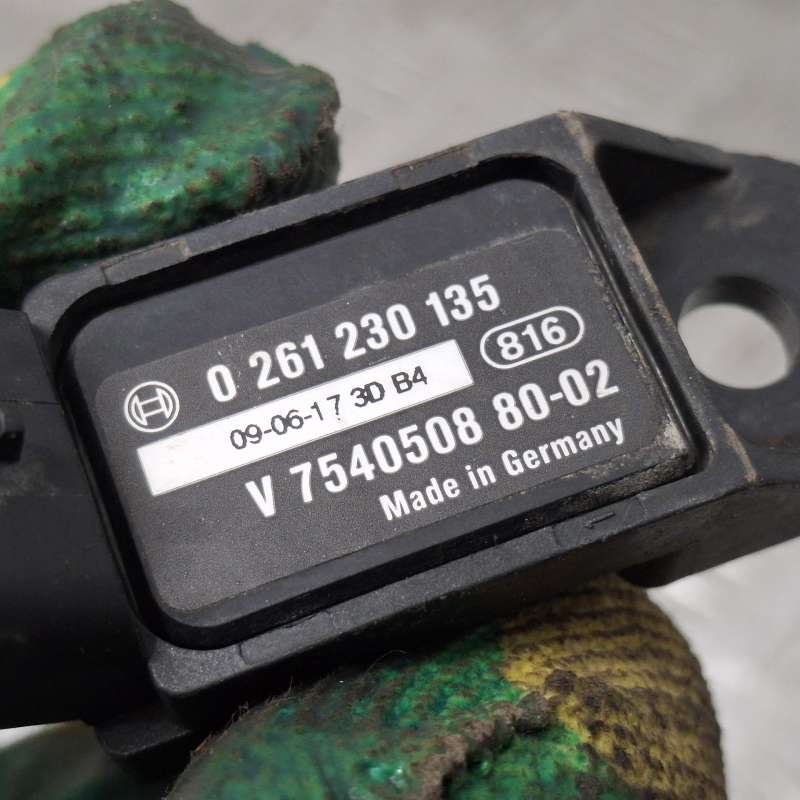 0 261 230 135
816
09-06-17 3D B4
V 7540508 80-02
Made in Germany